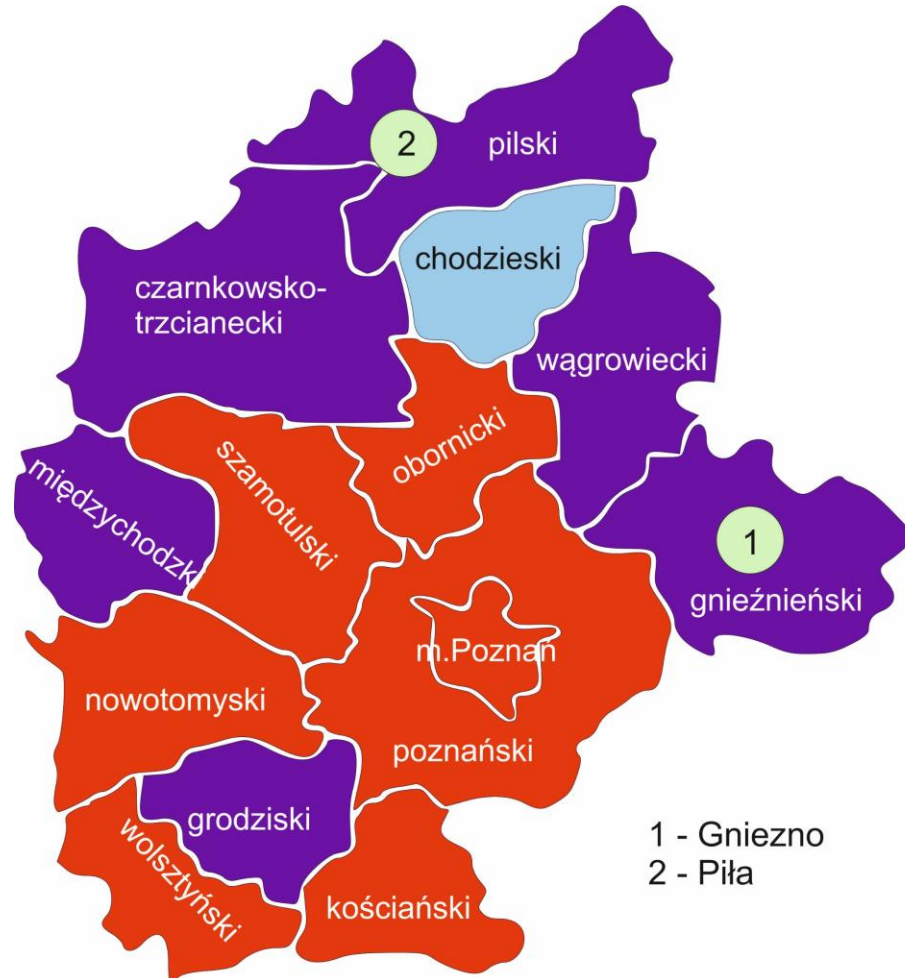 2
pilski
chodzieski
czarnkowsko-
trzcianecki
wągrowiecki
obornicki
szamotulski
międzychodzki
1
gnieźnieński
m.Poznań
nowotomyski
poznański
grodziski
wolsztyński
kościański
1 - Gniezno
2 - Piła